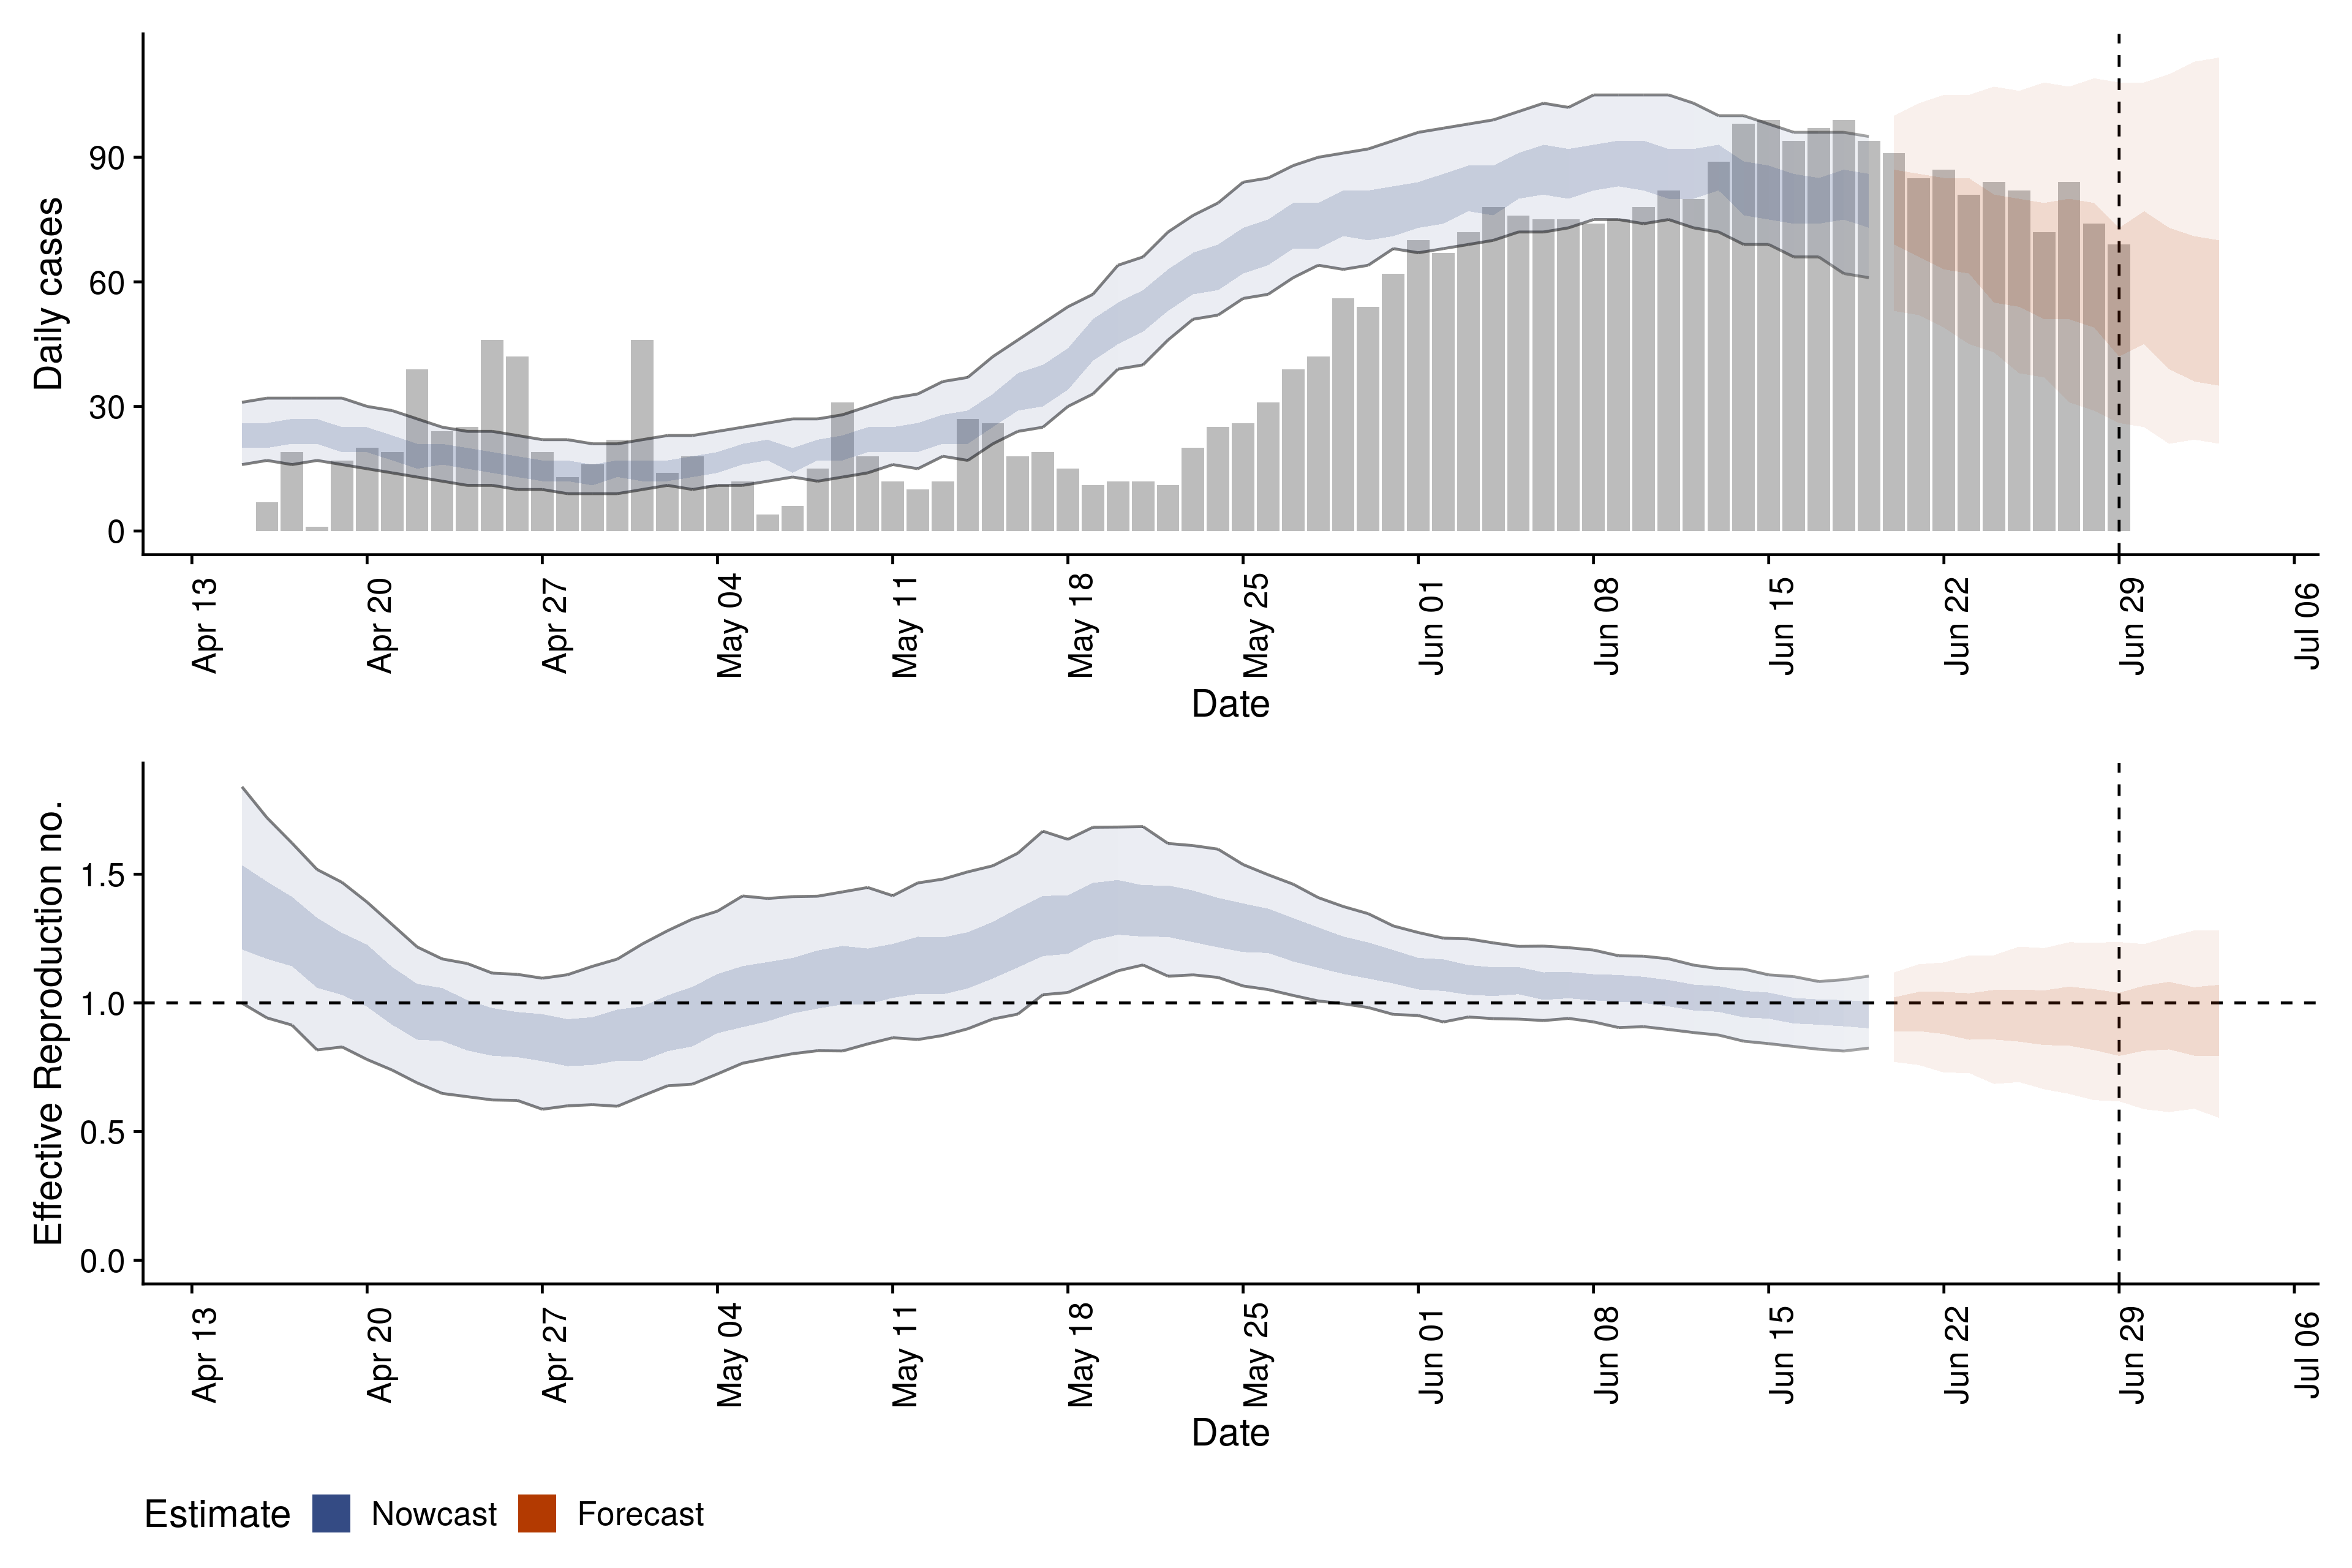 Daily cases
90
60
30
0
Apr 13 Apr 20 Apr 27 May 04 May 11 May 18 May 25 Jun 01 Jun 08 Jun 15 Jun 22 Jun 29 Jul 06
Date
Effective Reproduction no.
1.5
1.0
0.5
0.0
Apr 13 Apr 20 Apr 27 May 04 May 11 May 18 May 25 Jun 01 Jun 08 Jun 15 Jun 22 Jun 29 Jul 06
Date
Estimate Nowcast Forecast